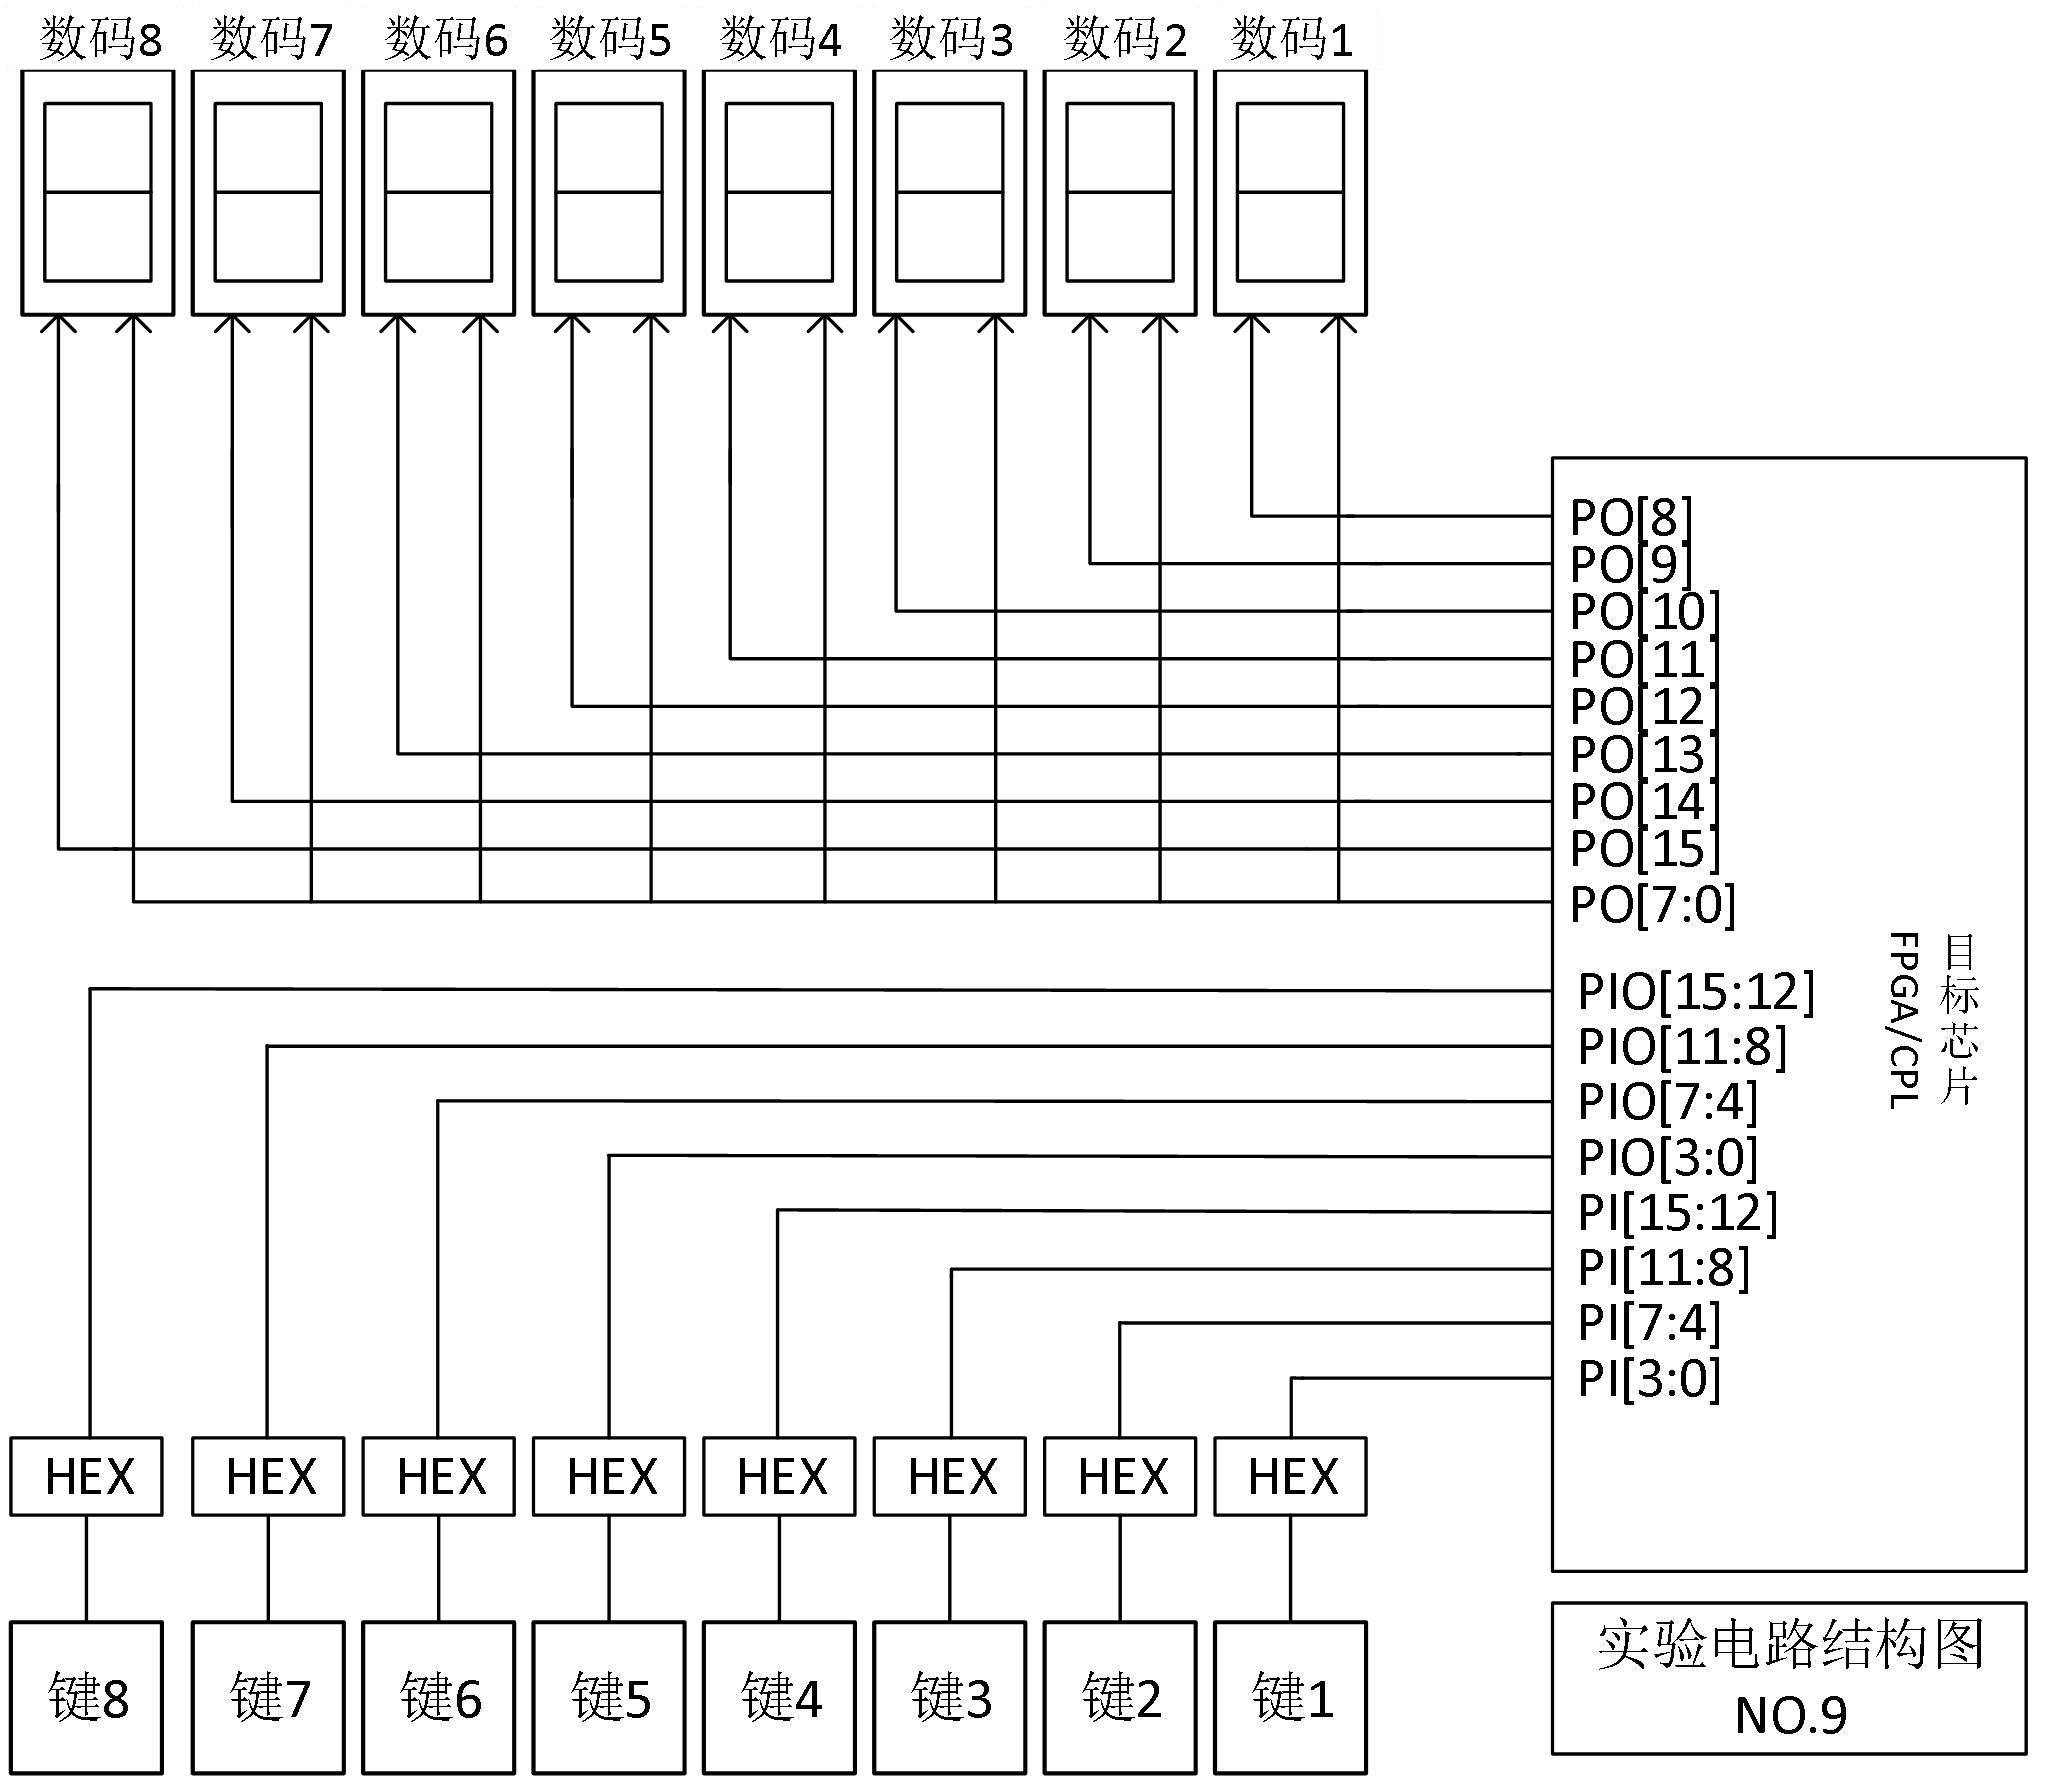 数码8 数码7 数码6 数码5 数码4 数码3 数码2 数码1
PO[8]
PO[9]
PO[10]
PO[11]
PO[12]
PO[13]
PO[14]
PO[15]
PO[7:0]
目标芯片
FPGA/CPL
PIO[15:12]
PIO[11:8]
PIO[7:4]
PIO[3:0]
PI[15:12]
PI[11:8]
PI[7:4]
PI[3:0]
HEX HEX HEX HEX HEX HEX HEX HEX
键8 键7 键6 键5 键4 键3 键2 键1
实验电路结构图
NO.9